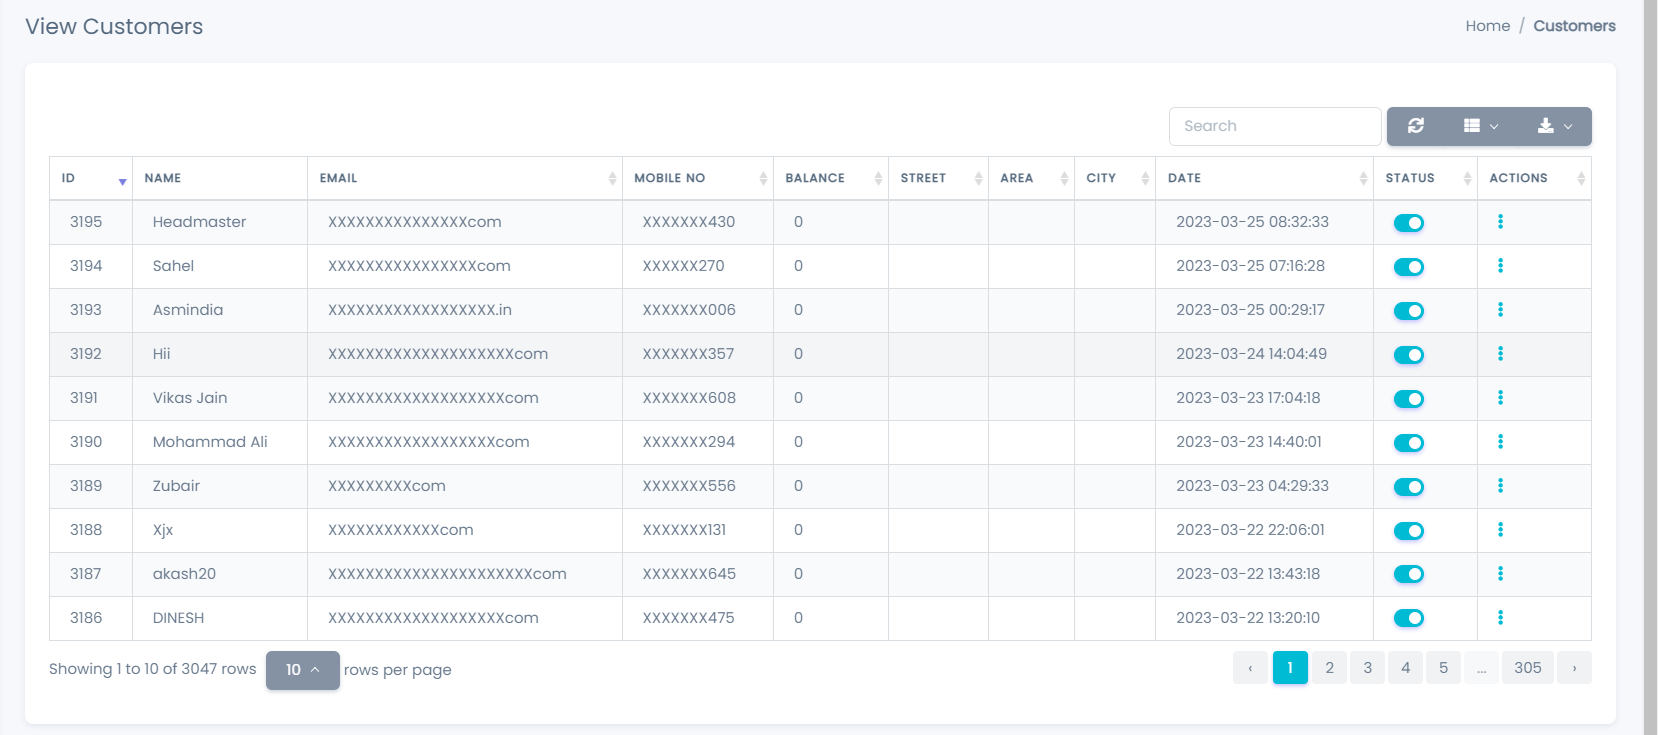 View Customers
Home / Customers
Search
ID NAME EMAIL MOBILE NO BALANCE STREET AREA CITY DATE STATUS ACTIONS
3195 Headmaster XXXXXXXXXXXXXXXcom XXXXXXX430 0 2023-03-25 08:32:33
3194 Sahel XXXXXXXXXXXXXXXXcom XXXXXX270 0 2023-03-25 07:16:28
3193 Asmindia XXXXXXXXXXXXXXXXXX.in XXXXXXX006 0 2023-03-25 00:29:17
3192 Hii XXXXXXXXXXXXXXXXXXXXcom XXXXXXX357 0 2023-03-24 14:04:49
3191 Vikas Jain XXXXXXXXXXXXXXXXXXXcom XXXXXXX608 0 2023-03-23 17:04:18
3190 Mohammad Ali XXXXXXXXXXXXXXXXXXcom XXXXXXX294 0 2023-03-23 14:40:01
3189 Zubair XXXXXXXXXcom XXXXXXX556 0 2023-03-23 04:29:33
3188 Xjx XXXXXXXXXXXXcom XXXXXXX131 0 2023-03-22 22:06:01
3187 akash20 XXXXXXXXXXXXXXXXXXXXXXcom XXXXXXX645 0 2023-03-22 13:43:18
3186 DINESH XXXXXXXXXXXXXXXXXXXcom XXXXXXX475 0 2023-03-22 13:20:10
Showing 1 to 10 of 3047 rows 10 rows per page
‹ 1 2 3 4 5 ... 305 ›